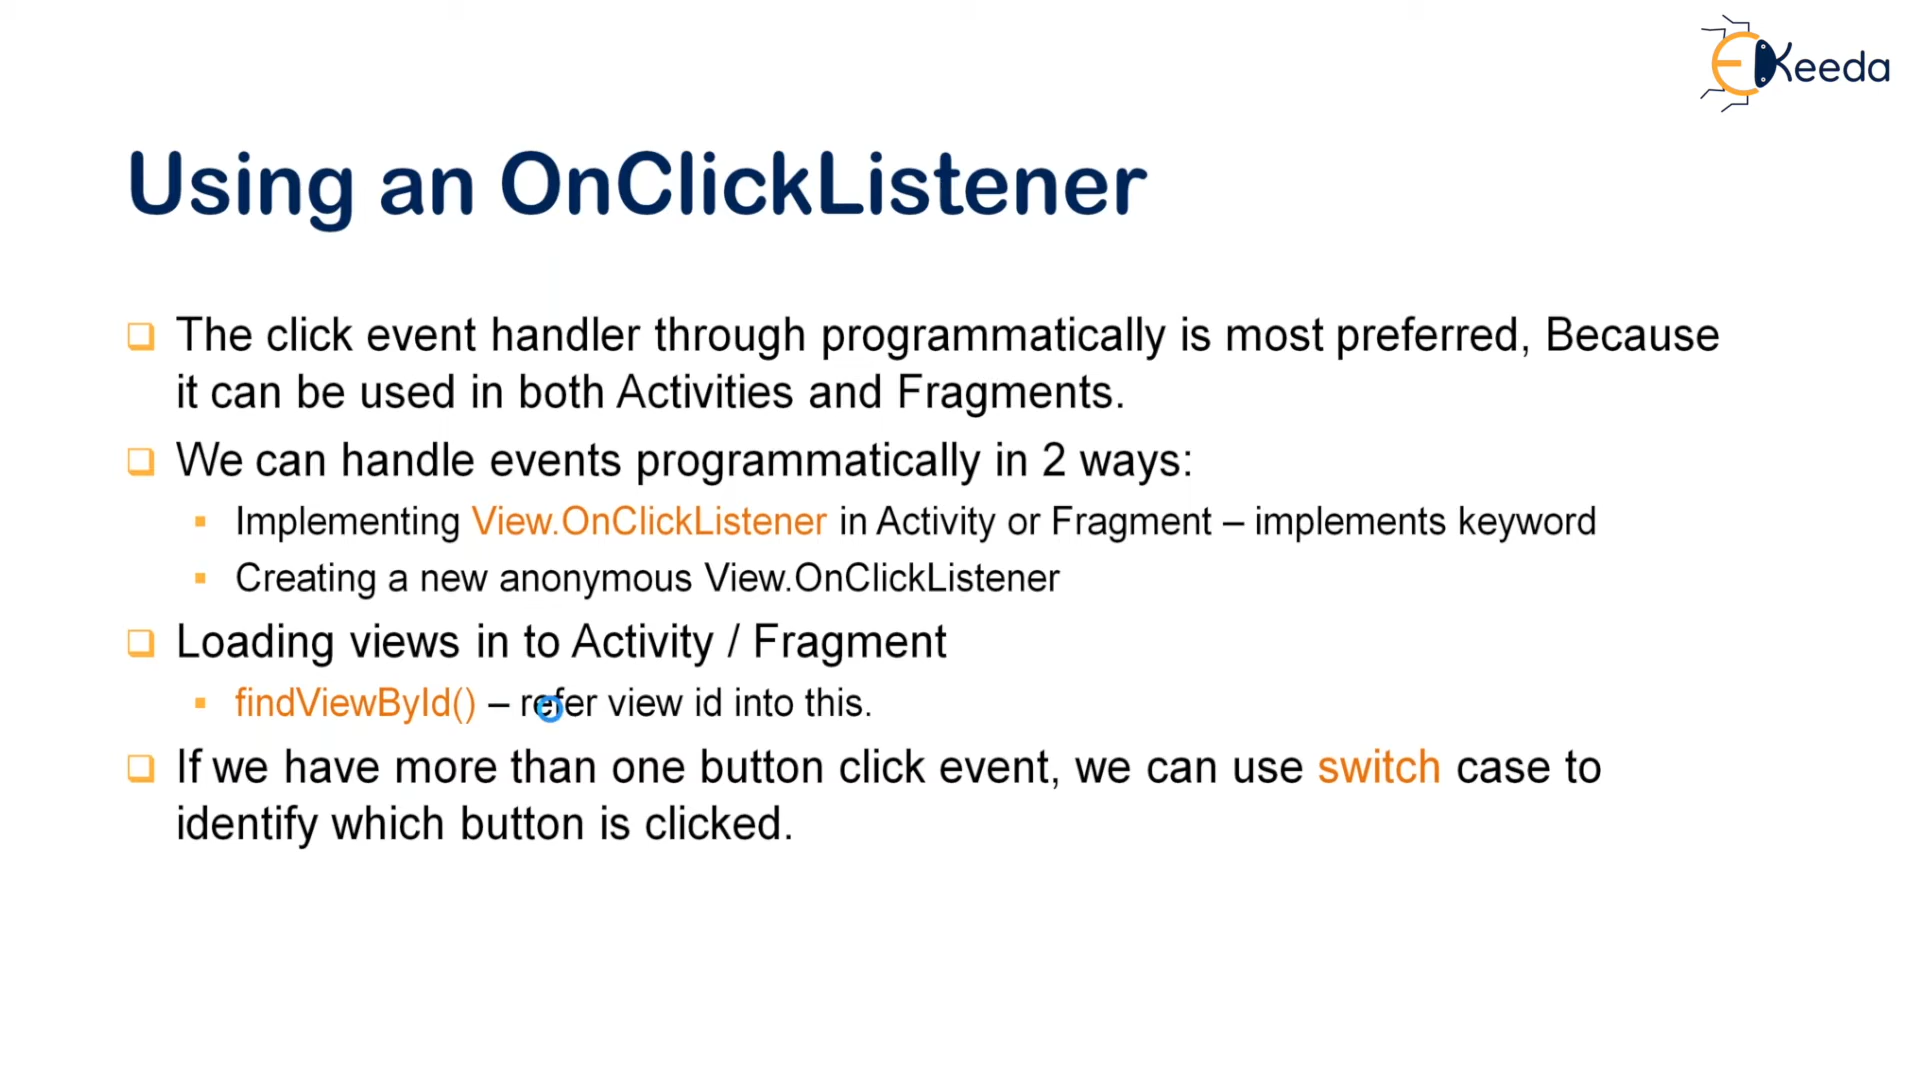 EKeeda
Using an OnClickListener
The click event handler through programmatically is most preferred, Because
it can be used in both Activities and Fragments.
We can handle events programmatically in 2 ways:
Implementing View.OnClickListener in Activity or Fragment – implements keyword
Creating a new anonymous View.OnClickListener
Loading views in to Activity / Fragment
findViewById() – refer view id into this.
If we have more than one button click event, we can use switch case to
identify which button is clicked.